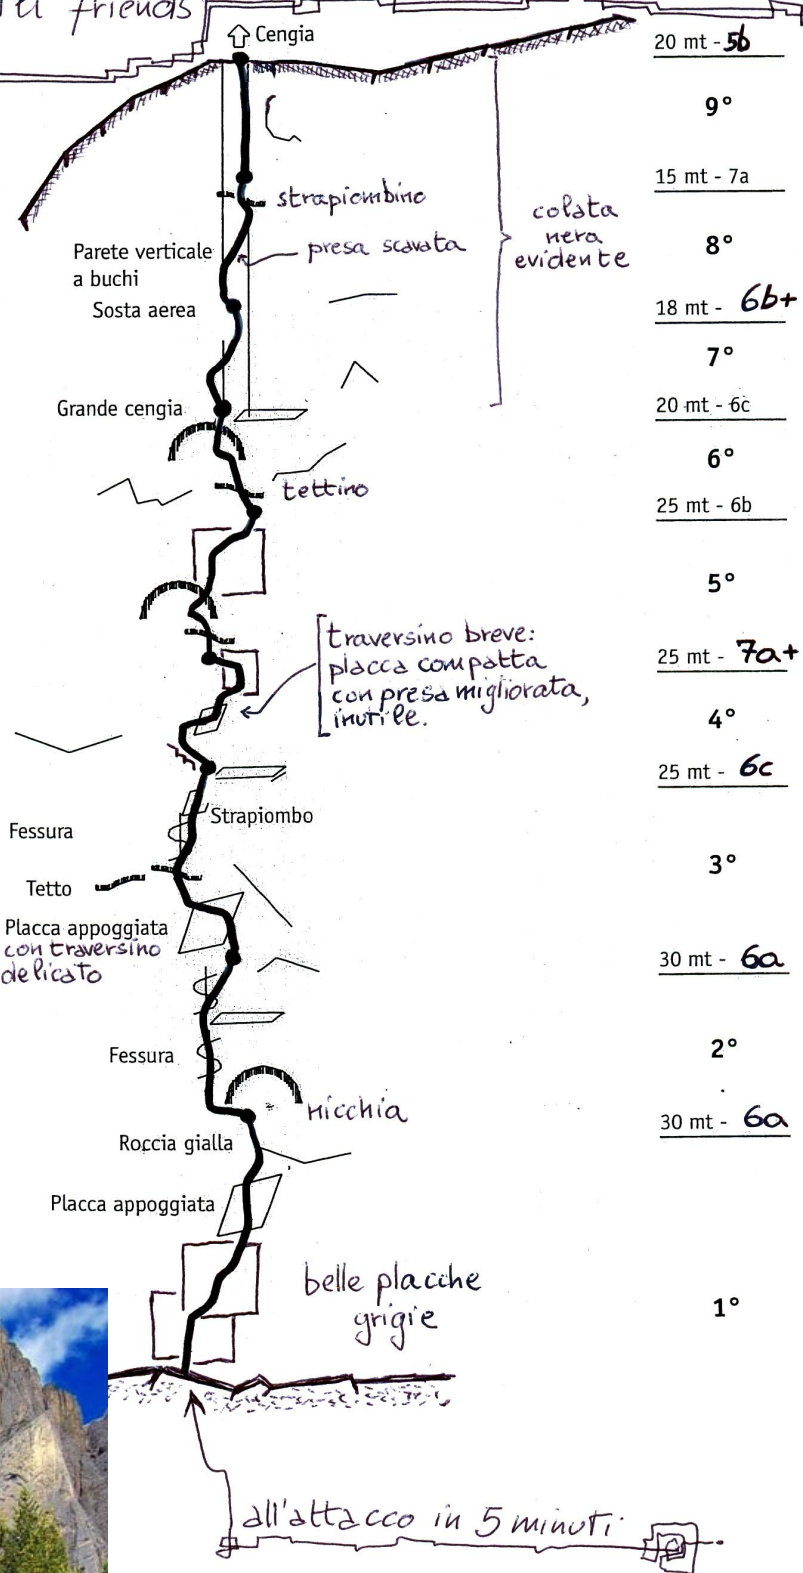 friends
Cengia
20 mt - 5b
9°
15 mt - 7a
strapiombino
colata
nera
evidente
Parete verticale
a buchi
presa scavata
8°
Sosta aerea
18 mt - 6b+
7°
Grande cengia
20 mt - 6c
6°
tettino
25 mt - 6b
5°
traversino breve:
placca compatta
con presa migliorata,
inutile.
25 mt - 7a+
4°
25 mt - 6c
Strapiombo
Fessura
3°
Tetto
Placca appoggiata
con traversino
delicato
30 mt - 6a
2°
Fessura
nicchia
30 mt - 6a
Roccia gialla
Placca appoggiata
belle placche
grigie
1°
all'attacco in 5 minuti